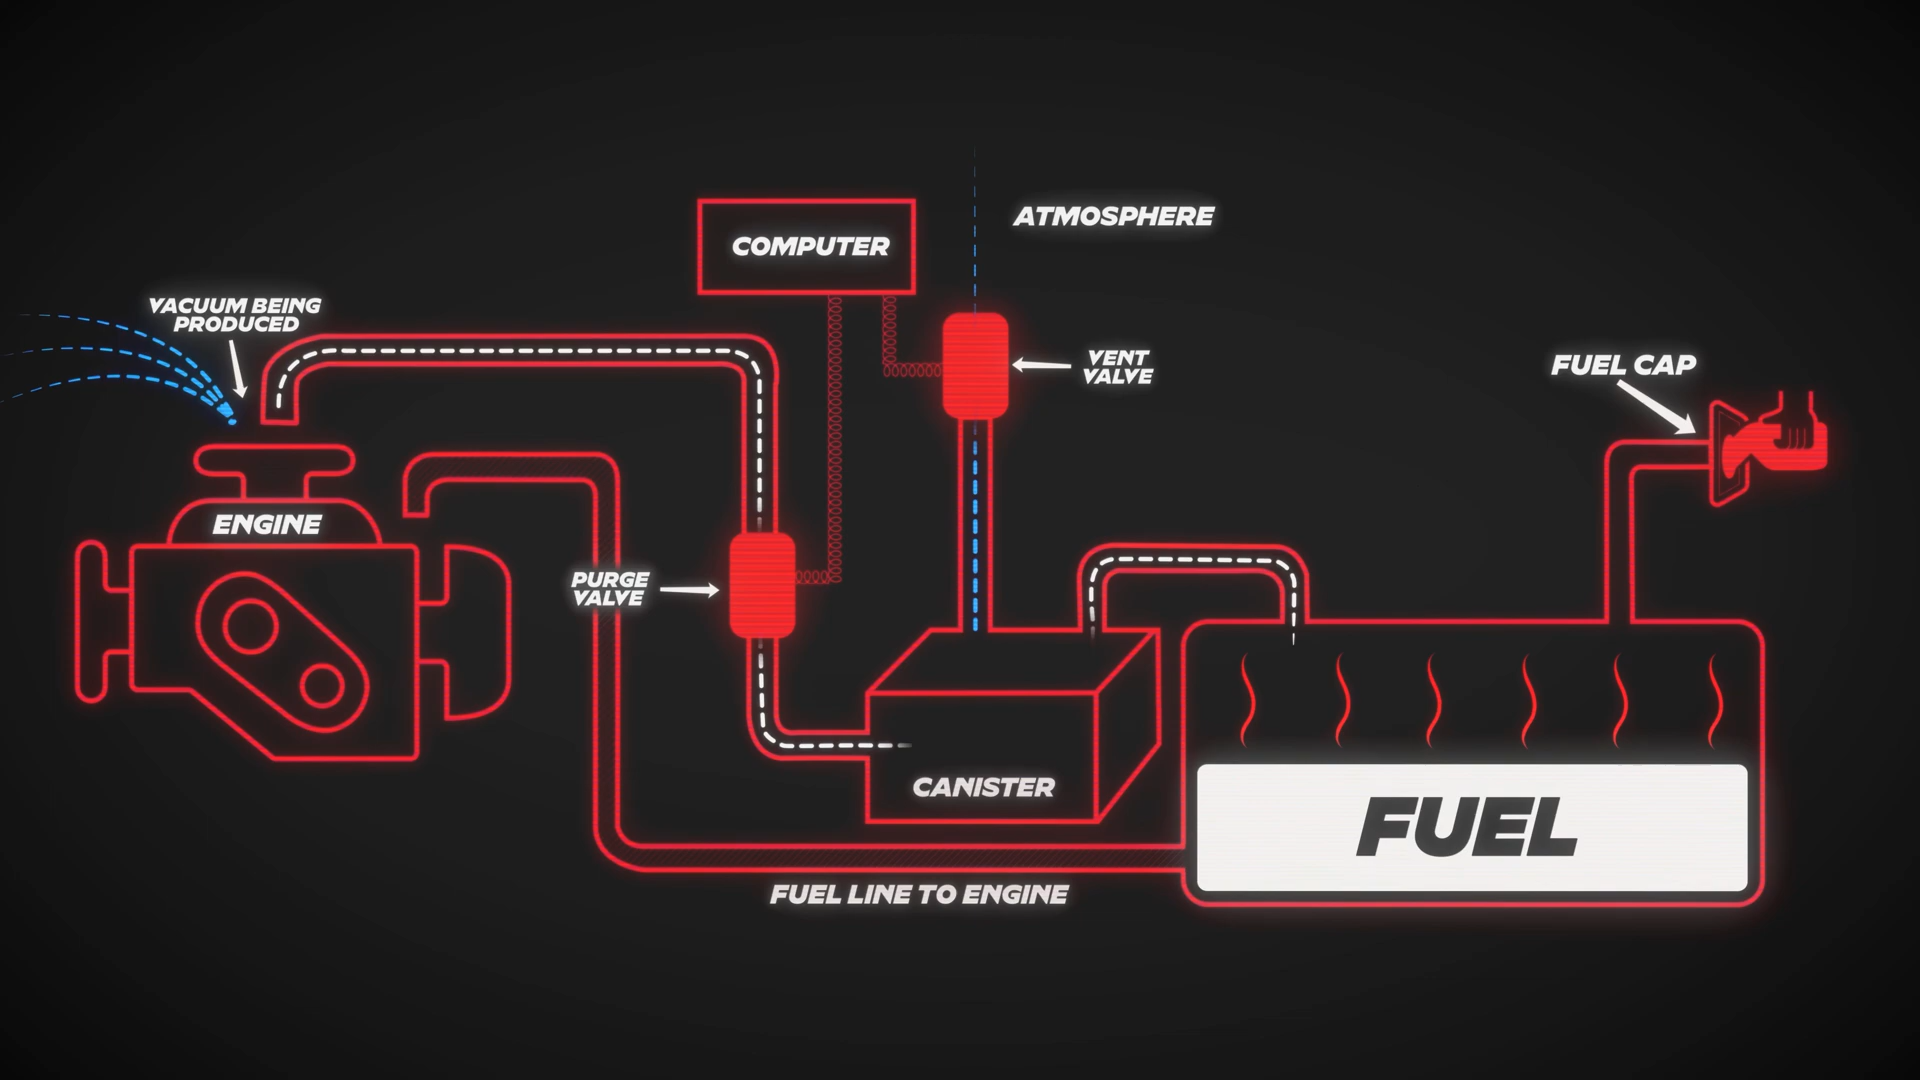 COMPUTER
ATMOSPHERE
VACUUM BEING
PRODUCED
VENT
VALVE
FUEL CAP
ENGINE
PURGE
VALVE
CANISTER
FUEL
FUEL LINE TO ENGINE